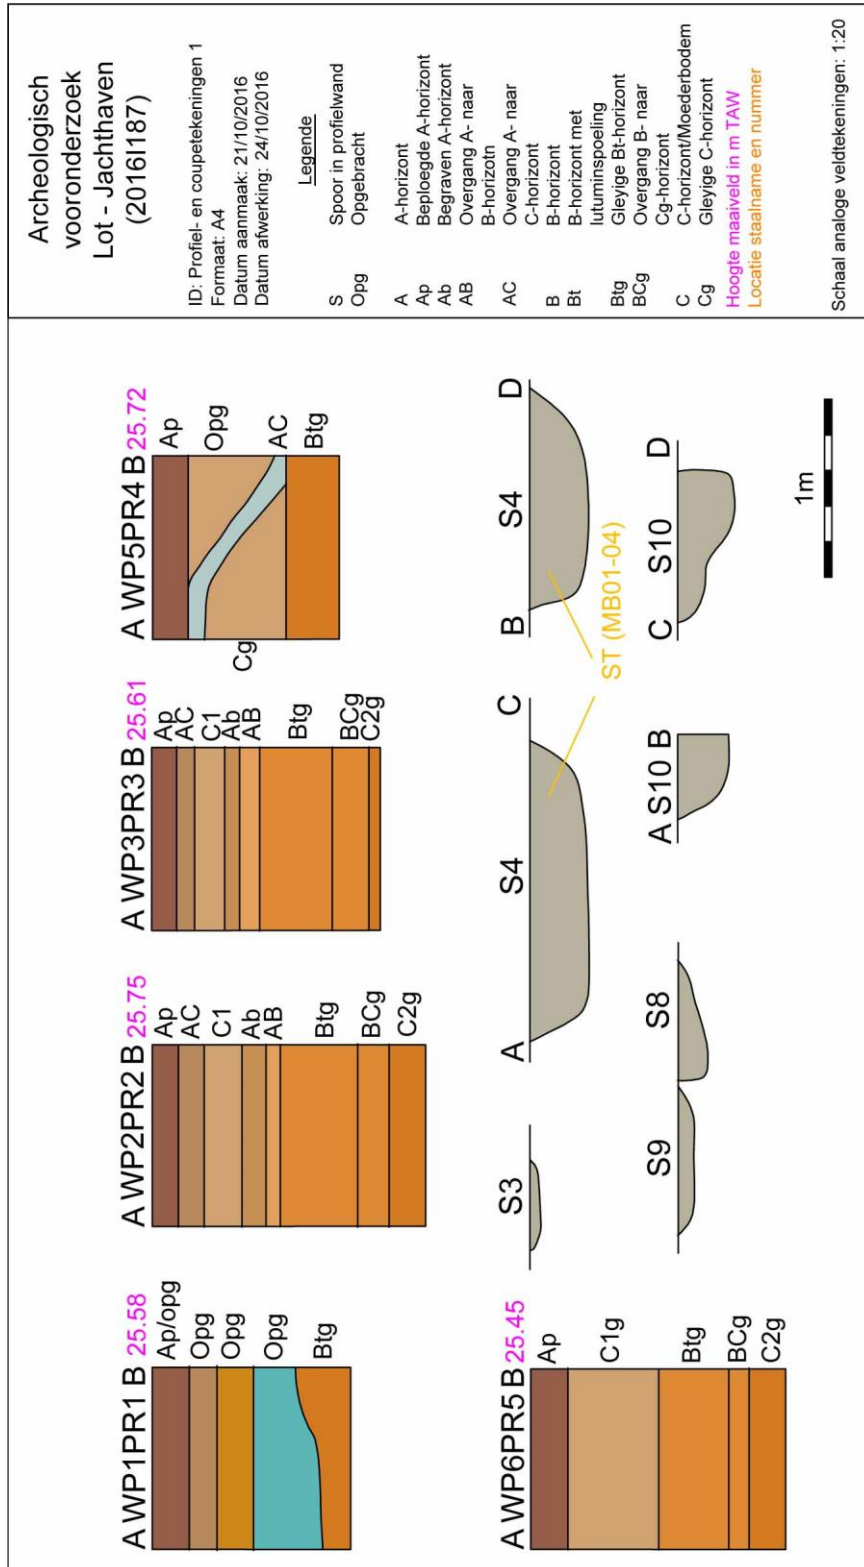 Archeologisch
vooronderzoek
Lot - Jachthaven
(2016I187)
ID: Profiel- en coupetekeningen 1
Formaat: A4
Datum aanmaak: 21/10/2016
Datum afwerking: 24/10/2016
Legende
S Spoor in profielwand
Opg Opgebracht
A A-horizont
Ap Beploegde A-horizont
Ab Begraven A-horizont
AB Overgang A- naar
B-horizotn
AC Overgang A- naar
C-horizont
B B-horizont
Bt B-horizont met
lutuminspoeling
Btg Gleyige Bt-horizont
BCg Overgang B- naar
Cg-horizont
C C-horizont/Moederbodem
Cg Gleyige C-horizont
Hoogte maaiveld in m TAW
Locatie staalname en nummer
Schaal analoge veldtekeningen: 1:20
A WP1PR1 B 25.58
Ap/opg
Opg
Opg
Opg
Btg
A WP2PR2 B 25.75
Ap
AC
C1
Ab
AB
Btg
BCg
C2g
A WP3PR3 B 25.61
Ap
AC
C1
Ab
AB
Btg
BCg
C2g
A WP5PR4 B 25.72
Ap
Opg
Cg
AC
Btg
A WP6PR5 B 25.45
Ap
C1g
Btg
BCg
C2g
S3
A S4 C
B S4 D
ST (MB01-04)
S9 S8
A S10 B
C S10 D
1m